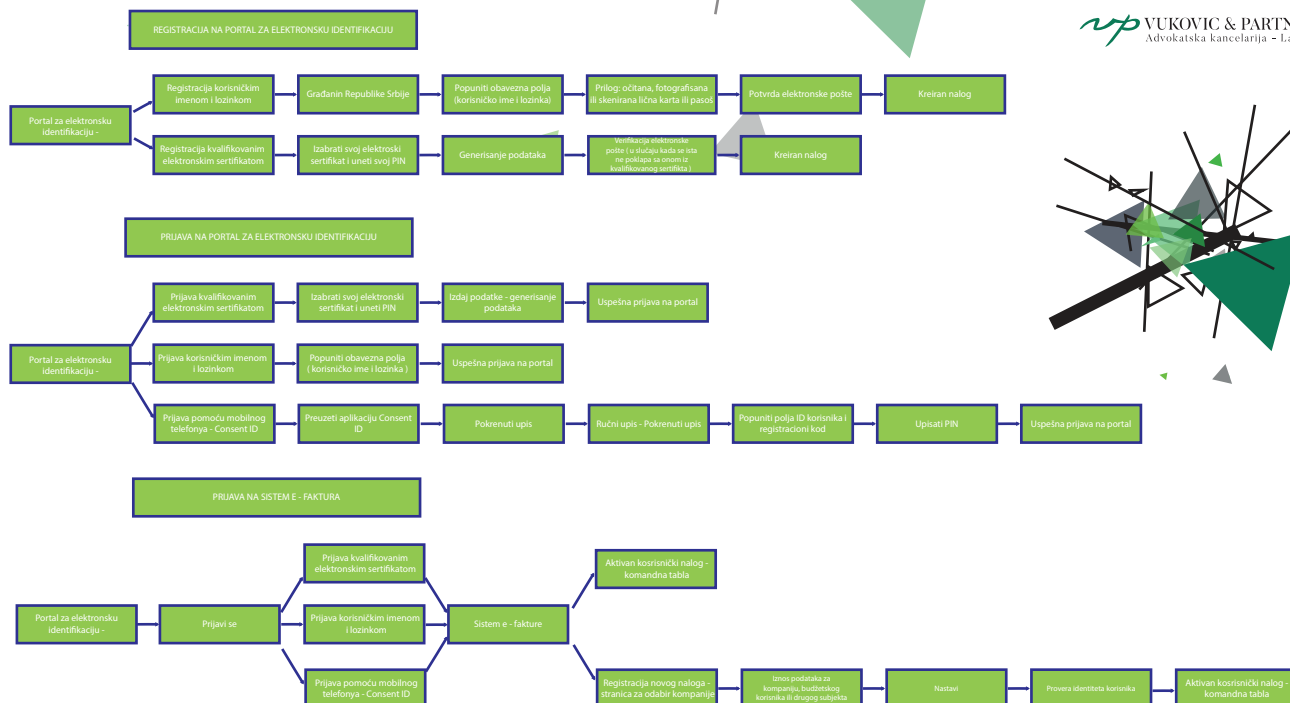 REGISTRACIJA NA PORTAL ZA ELEKTRONSKU IDENTIFIKACIJU
VUKOVIC & PARTN
Advokatska kancelarija - La
Portal za elektronsku
identifikaciju -
Registracija korisničkim
imenom i lozinkom
Građanin Republike Srbije
Popuniti obavezna polja
(korisničko ime i lozinka)
Prilog: očitana, fotografisana
ili skenirana lična karta ili pasoš
Potvrda elektronske pošte
Kreiran nalog
Registracija kvalifikovanim
elektronskim sertifikatom
Izabrati svoj elektroski
sertifikat i uneti svoj PIN
Generisanje podataka
Verifikacija elektronske
pošte ( u slučaju kada se ista
ne poklapa sa onom iz
kvalifikovanog sertifikta )
Kreiran nalog
PRIJAVA NA PORTAL ZA ELEKTRONSKU IDENTIFIKACIJU
Portal za elektronsku
identifikaciju -
Prijava kvalifikovanim
elektronskim sertifikatom
Izabrati svoj elektronski
sertifikat i uneti PIN
Izdaj podatke - generisanje
podataka
Uspešna prijava na portal
Prijava korisničkim imenom
i lozinkom
Popuniti obavezna polja
( korisničko ime i lozinka )
Uspešna prijava na portal
Prijava pomoću mobilnog
telefonya - Consent ID
Preuzeti aplikaciju Consent
ID
Pokrenuti upis
Ručni upis - Pokrenuti upis
Popuniti polja ID korisnika i
registracioni kod
Upisati PIN
Uspešna prijava na portal
PRIJAVA NA SISTEM E - FAKTURA
Portal za elektronsku
identifikaciju -
Prijavi se
Prijava kvalifikovanim
elektronskim sertifikatom
Prijava korisničkim imenom
i lozinkom
Prijava pomoću mobilnog
telefonya - Consent ID
Sistem e - fakture
Aktivan kosrisnički nalog -
komandna tabla
Registracija novog naloga -
stranica za odabir kompanije
Iznos podataka za
kompaniju, budžetskog
korisnika ili drugog subjekta
Nastavi
Provera identiteta korisnika
Aktivan kosrisnički nalog -
komandna tabla